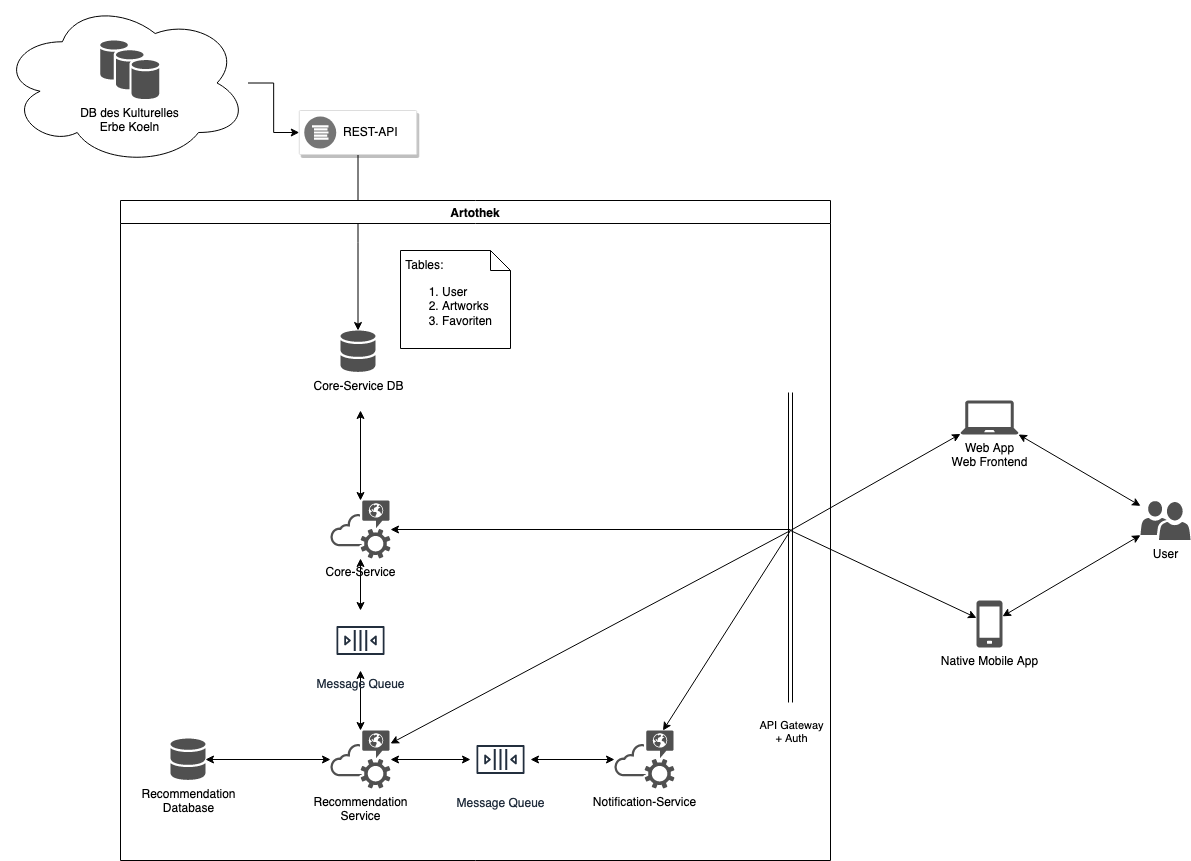 DB des Kulturelles
Erbe Koeln
REST-API
Artothek
Tables:
1. User
2. Artworks
3. Favoriten
Core-Service DB
Web App
Web Frontend
User
Core-Service
Native Mobile App
Message Queue
API Gateway
+ Auth
Recommendation
Database
Recommendation
Service
Message Queue
Notification-Service